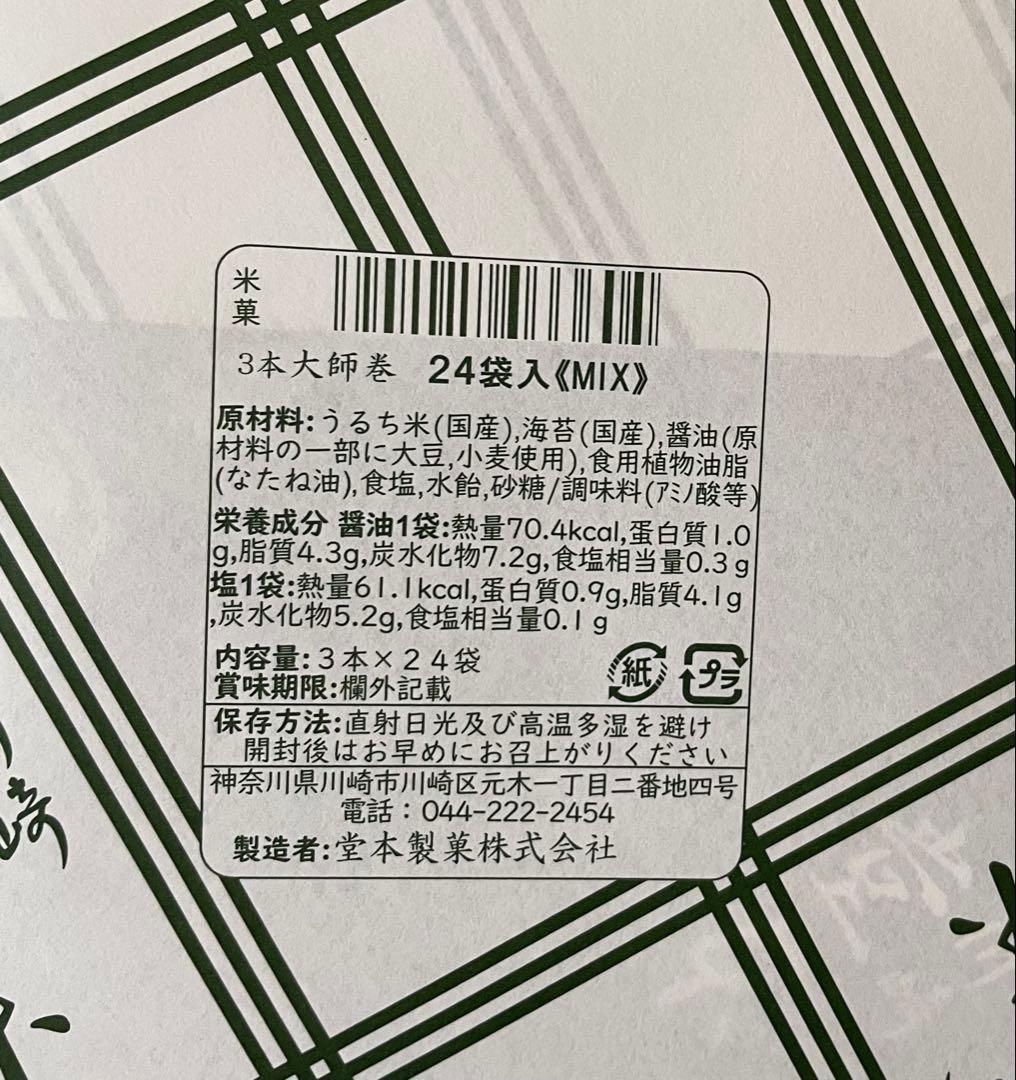 米
菓
3本大師巻 24袋入《MIX》
原材料:うるち米(国産),海苔(国産),醤油(原
材料の一部に大豆,小麦使用),食用植物油脂
(なたね油),食塩,水飴,砂糖/調味料(アミノ酸等)
栄養成分 醤油1袋:熱量70.4kcal,蛋白質1.0
g,脂質4.3g,炭水化物7.2g,食塩相当量0.3g
塩1袋:熱量61.1kcal,蛋白質0.9g,脂質4.1g
,炭水化物5.2g,食塩相当量0.1g
内容量:3本×24袋
紙 プラ
賞味期限:欄外記載
保存方法:直射日光及び高温多湿を避け
開封後はお早めにお召上がりください
神奈川県川崎市川崎区元木一丁目二番地四号
電話:044-222-2454
製造者:堂本製菓株式会社
崎